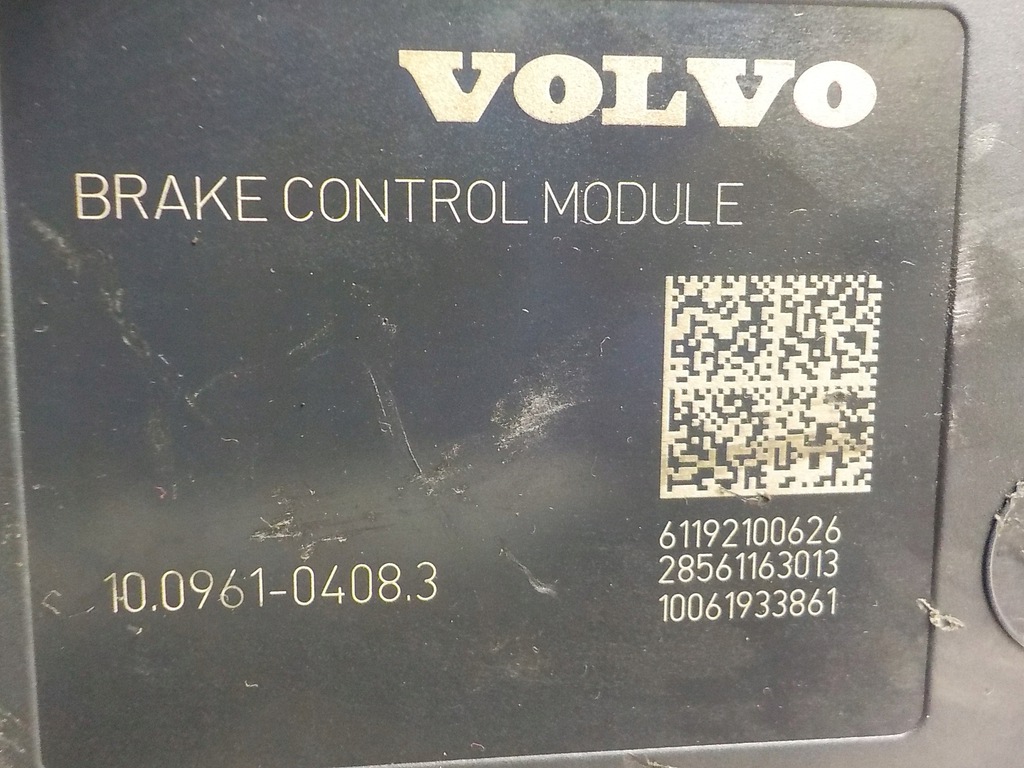 VOLVO
BRAKE CONTROL MODULE
61192100626
28561163013
10061933861
10.0961-0408.3